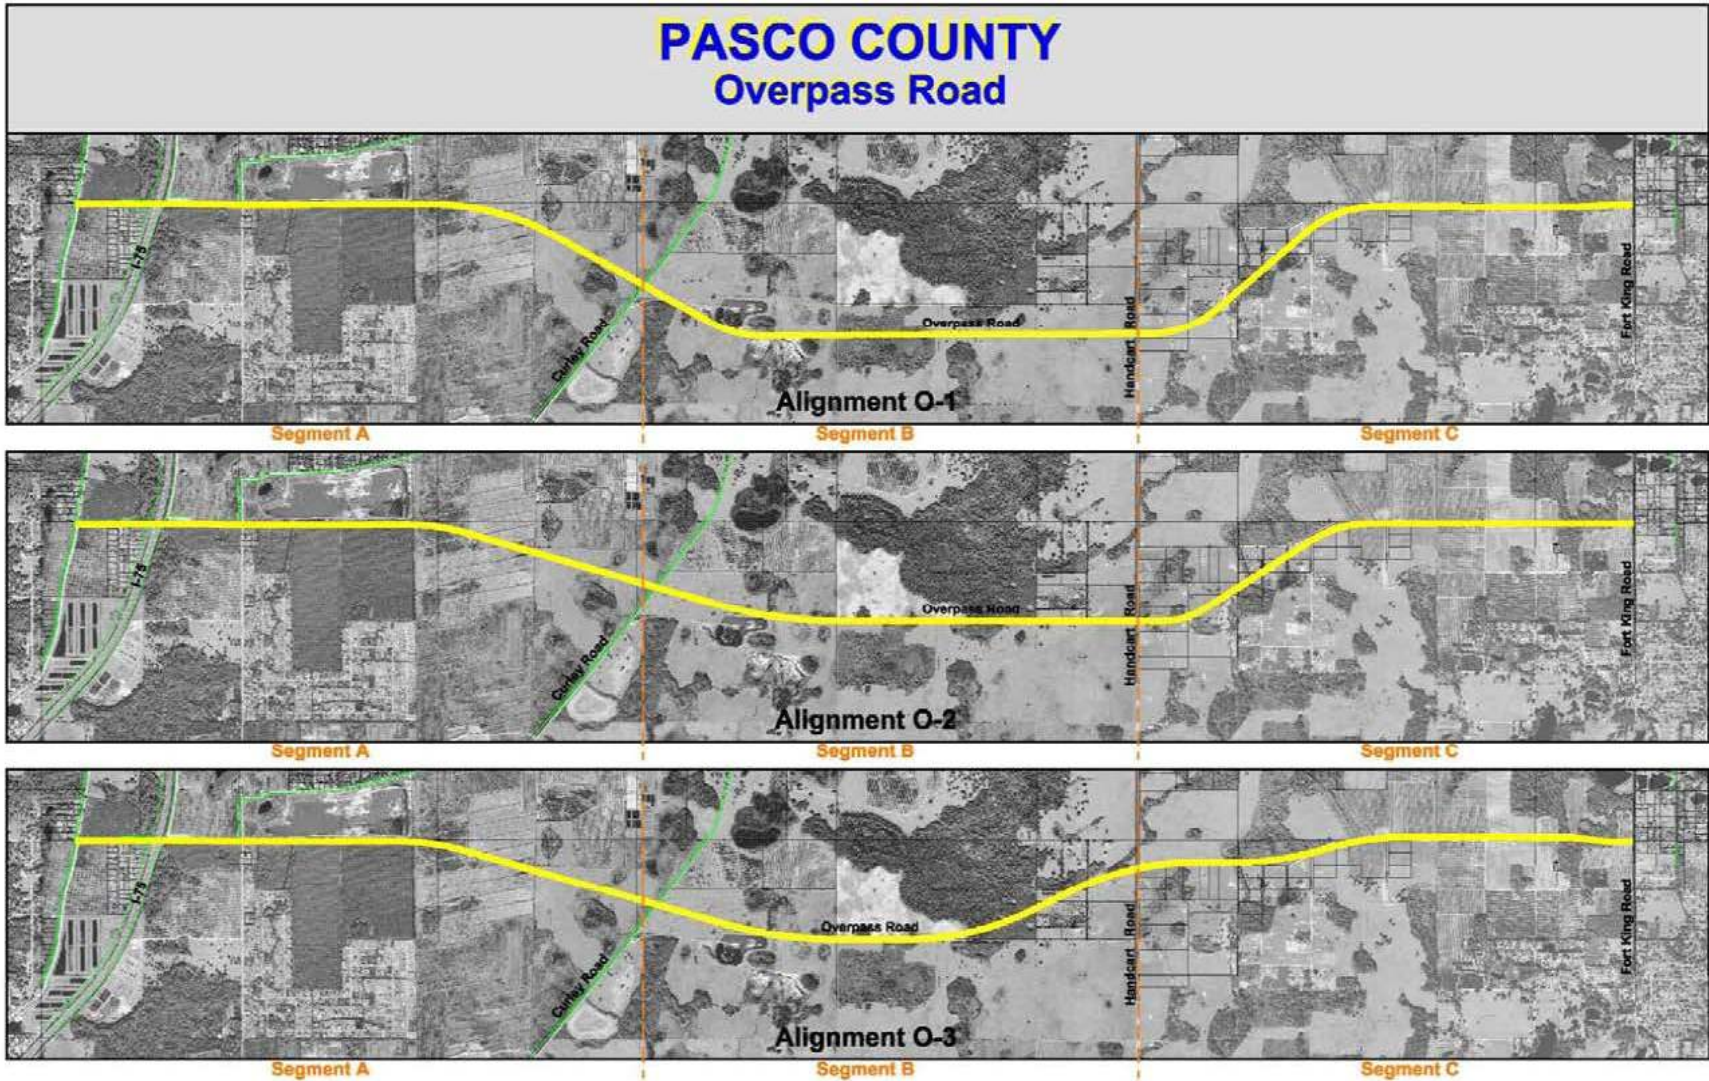 PASCO COUNTY
Overpass Road
I-75
Curley Road
Overpass Road
Handcart Road
Fort King Road
Alignment O-1
Segment A
Segment B
Segment C
I-75
Curley Road
Overpass Road
Handcart Road
Fort King Road
Alignment O-2
Segment A
Segment B
Segment C
I-75
Curley Road
Overpass Road
Handcart Road
Fort King Road
Alignment O-3
Segment A
Segment B
Segment C